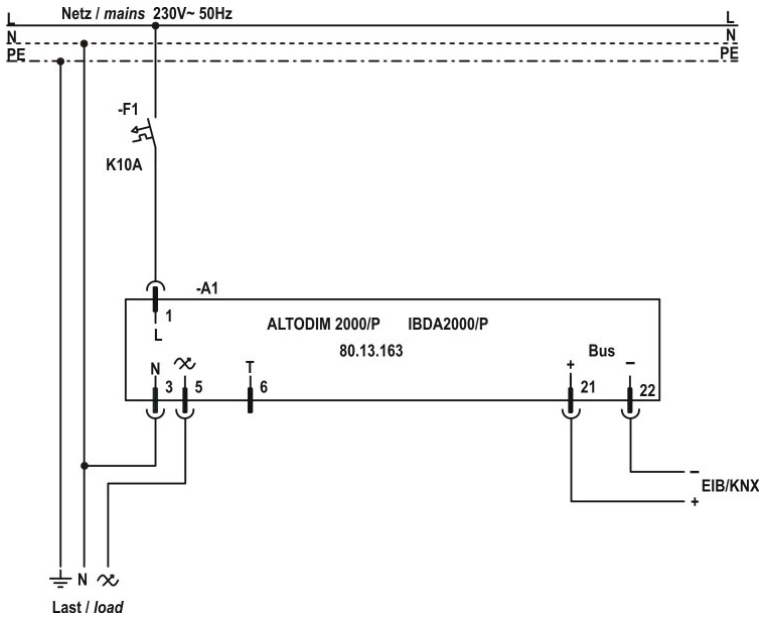 Netz / mains 230V~ 50Hz
L L
N N
PE PE
-F1
K10A
-A1
1
L
ALTODIM 2000/P IBDA2000/P
80.13.163
Bus
N T + −
3 5 6 21 22
−
EIB/KNX
+
N
Last / load